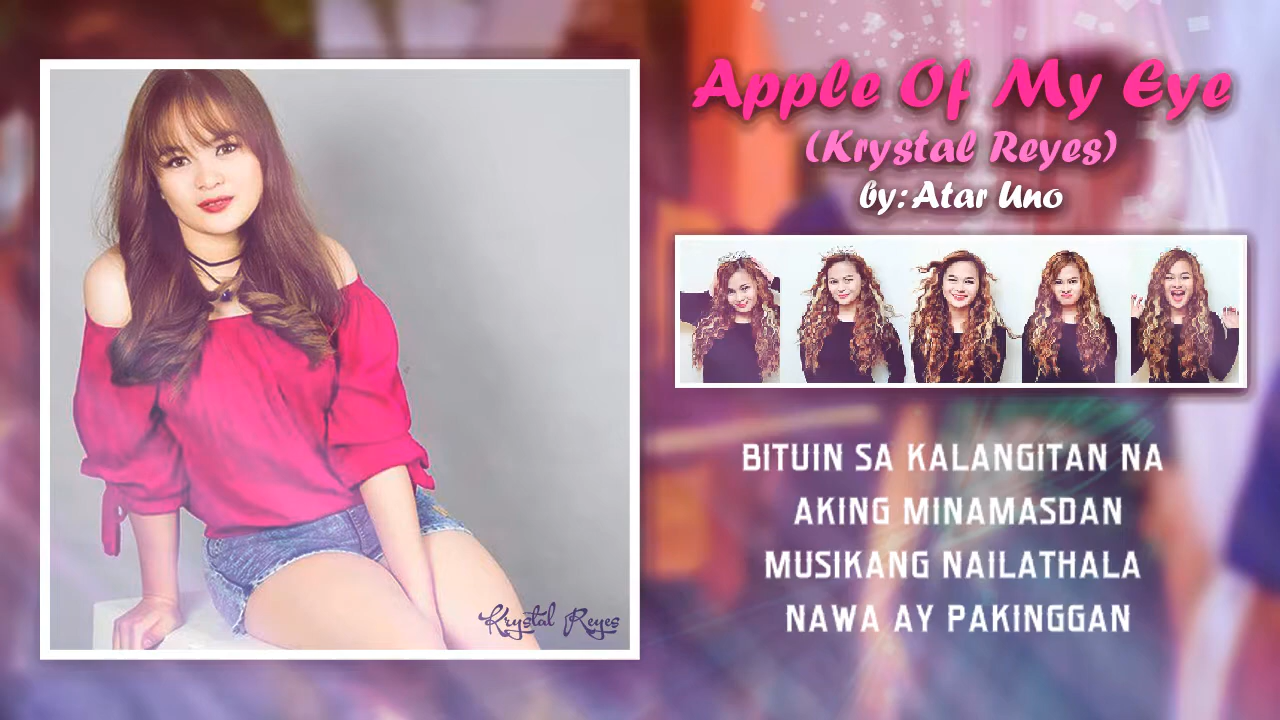 Apple Of My Eye
(Krystal Reyes)
by: Atar Uno
BITUIN SA KALANGITAN NA
AKING MINAMASDAN
MUSIKANG NAILATHALA
NAWA AY PAKINGGAN
Krystal Reyes